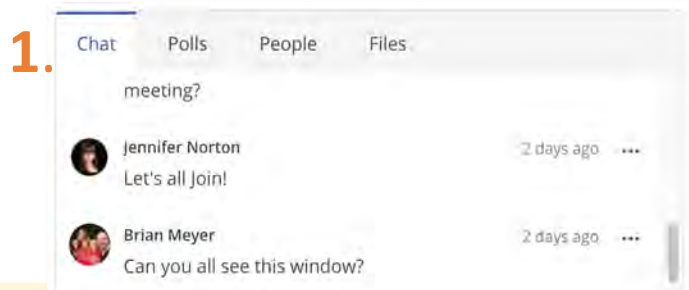 1.
Chat Polls People Files
meeting?
Jennifer Norton 2 days ago ...
Let's all Join!
Brian Meyer 2 days ago ...
Can you all see this window?